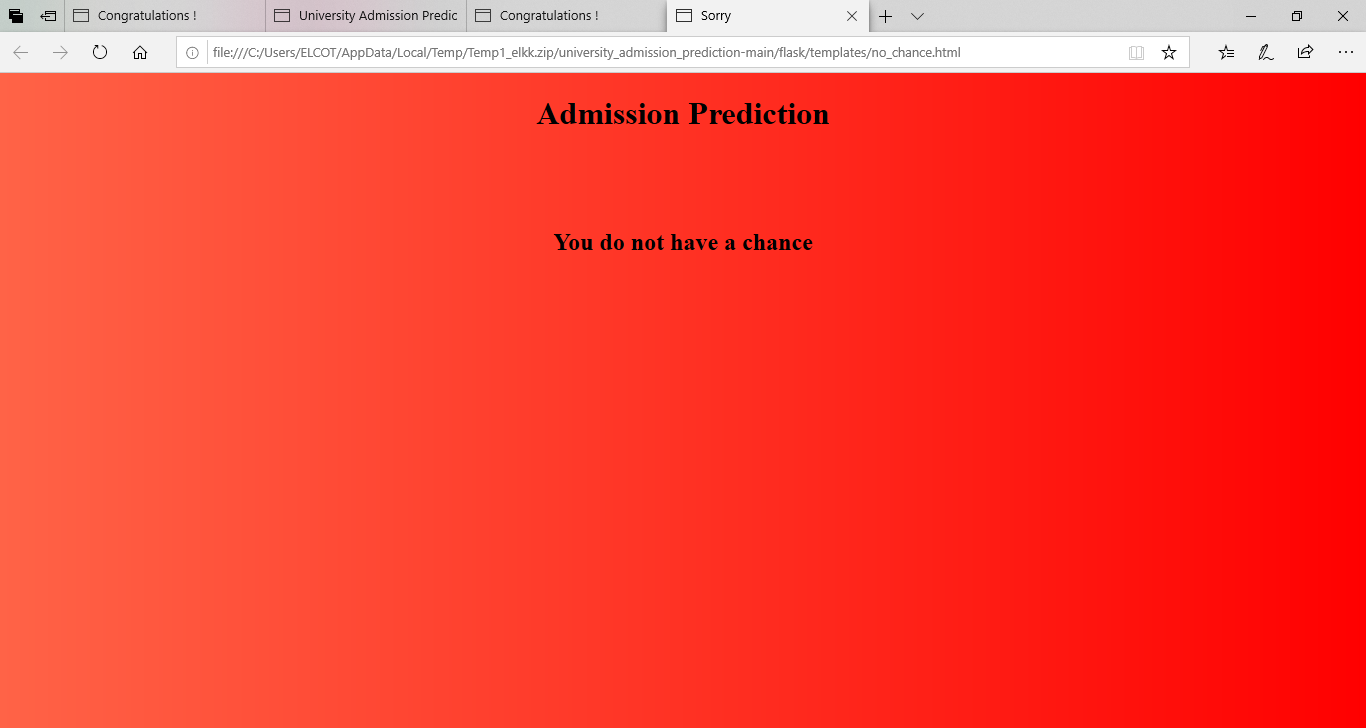 Congratulations !
University Admission Predic
Congratulations !
Sorry
file:///C:/Users/ELCOT/AppData/Local/Temp/Temp1_elkk.zip/university_admission_prediction-main/flask/templates/no_chance.html
Admission Prediction
You do not have a chance